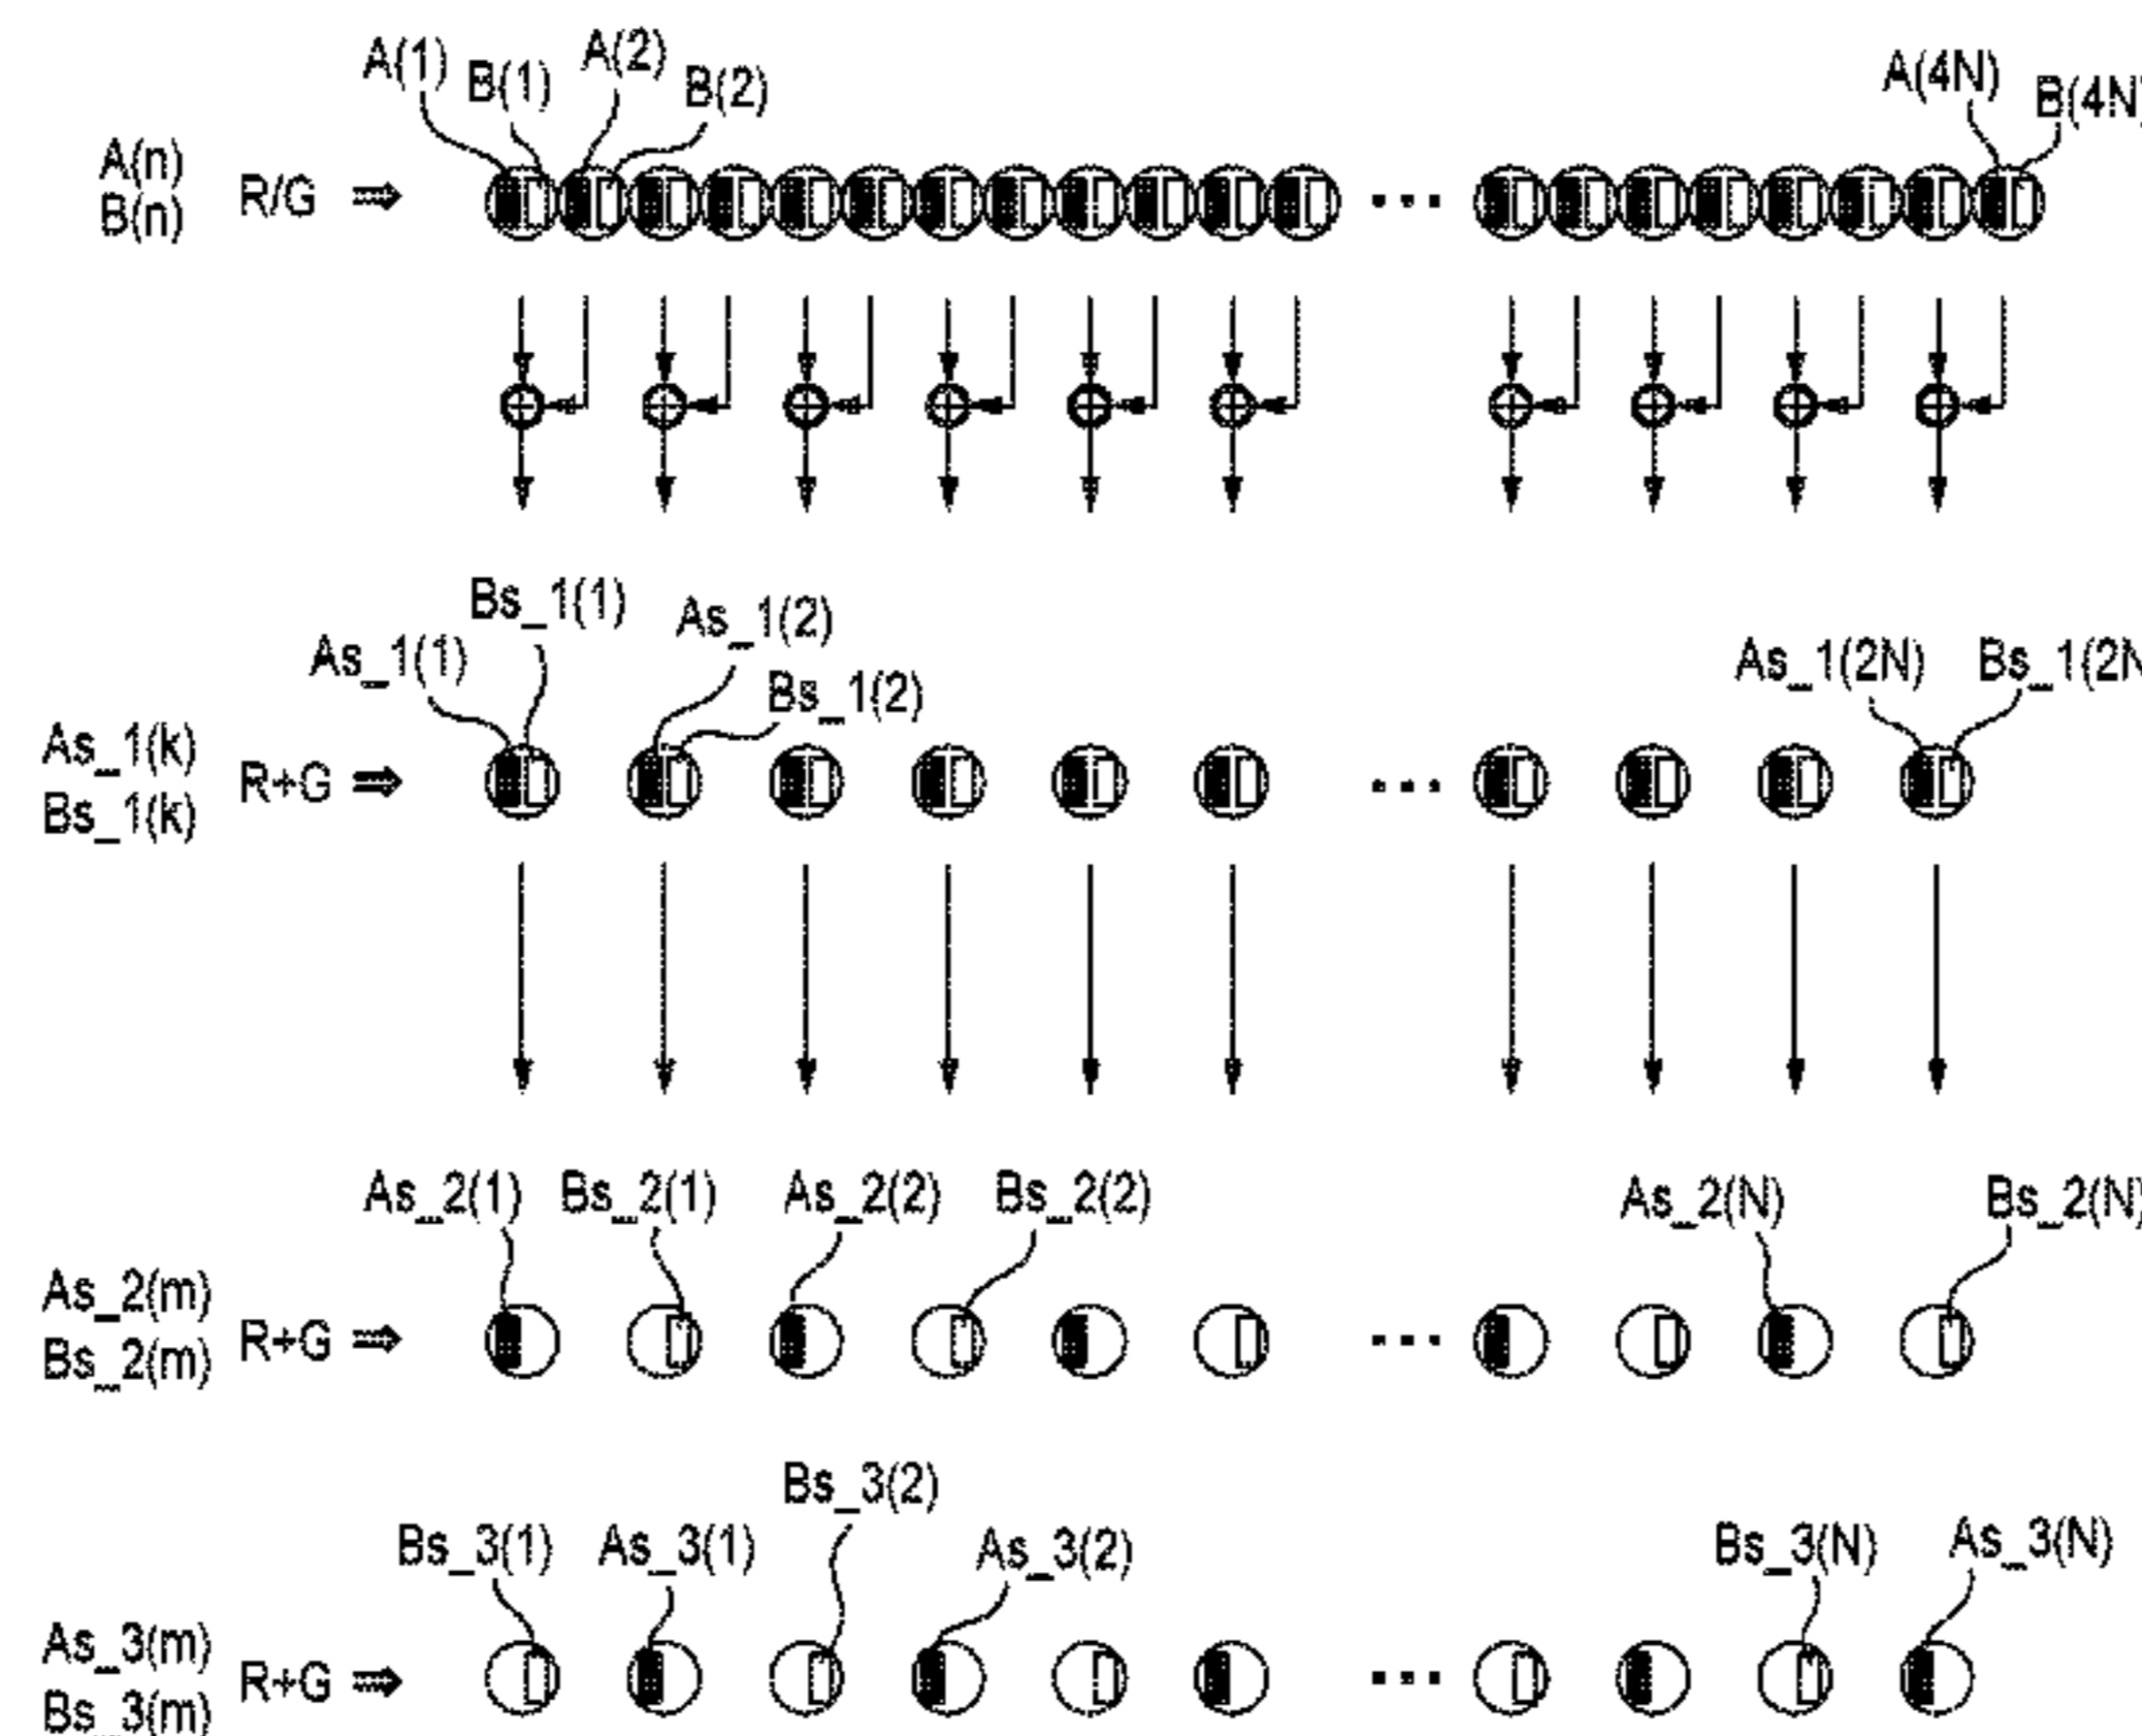 A(1) B(1) A(2) B(2) A(4N) B(4N)
A(n)
B(n)
R/G ⇒
...
As_1(1) Bs_1(1) As_1(2) Bs_1(2) As_1(2N) Bs_1(2N
As_1(k)
Bs_1(k)
R+G ⇒
...
As_2(1) Bs_2(1) As_2(2) Bs_2(2) As_2(N) Bs_2(N)
As_2(m)
Bs_2(m)
R+G ⇒
...
Bs_3(1) As_3(1) Bs_3(2) As_3(2) Bs_3(N) As_3(N)
As_3(m)
Bs_3(m)
R+G ⇒
...